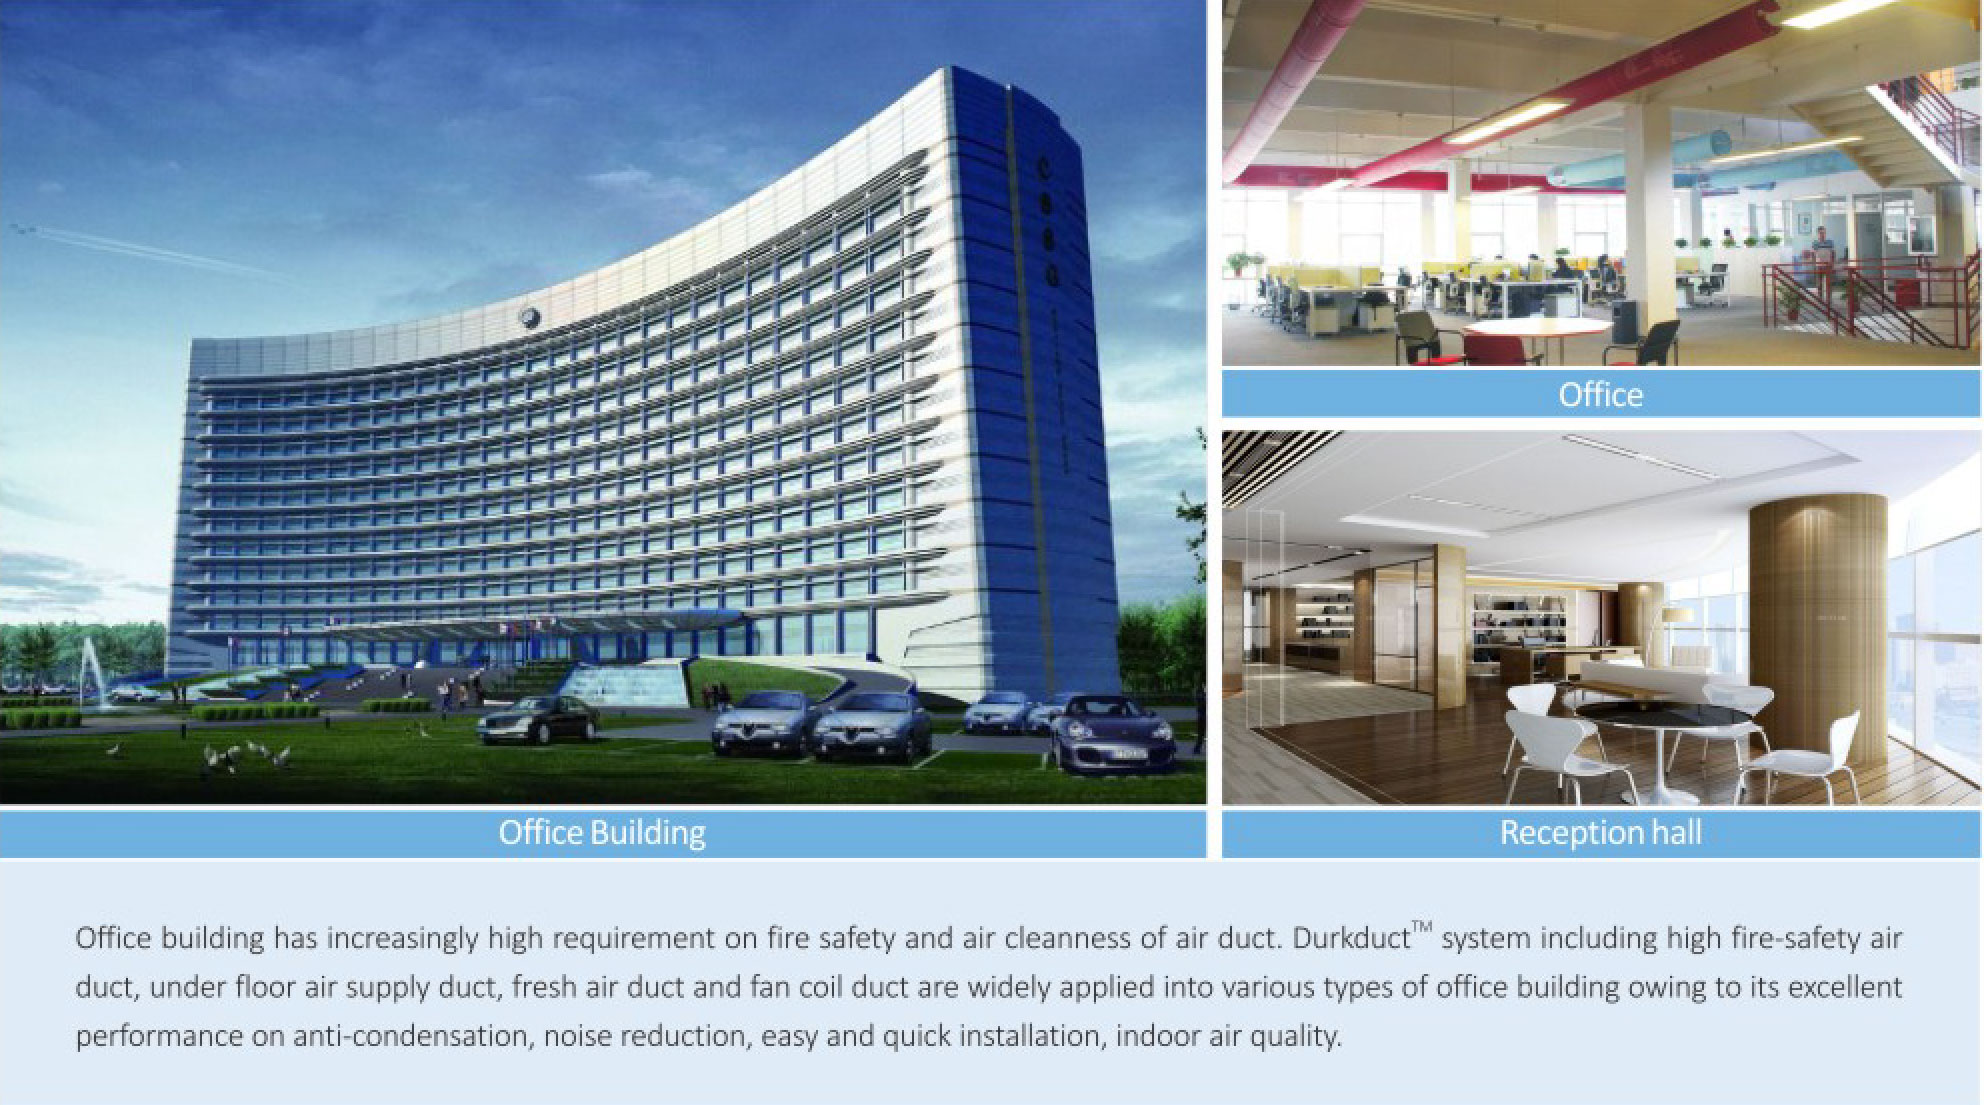 Office
Office Building
Reception hall
Office building has increasingly high requirement on fire safety and air cleanness of air duct. Durkduct™ system including high fire-safety air
duct, under floor air supply duct, fresh air duct and fan coil duct are widely applied into various types of office building owing to its excellent
performance on anti-condensation, noise reduction, easy and quick installation, indoor air quality.